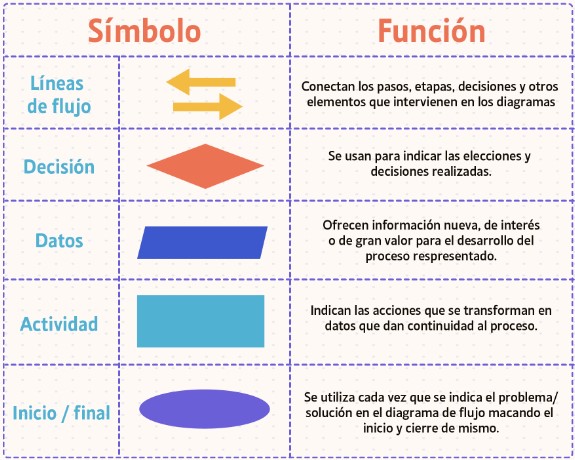 Símbolo
Función
Líneas
de flujo
Conectan los pasos, etapas, decisiones y otros
elementos que intervienen en los diagramas
Decisión
Se usan para indicar las elecciones y
decisiones realizadas.
Datos
Ofrecen información nueva, de interés
o de gran valor para el desarrollo del
proceso respresentado.
Actividad
Indican las acciones que se transforman en
datos que dan continuidad al proceso.
Inicio / final
Se utiliza cada vez que se indica el problema/
solución en el diagrama de flujo macando el
inicio y cierre de mismo.